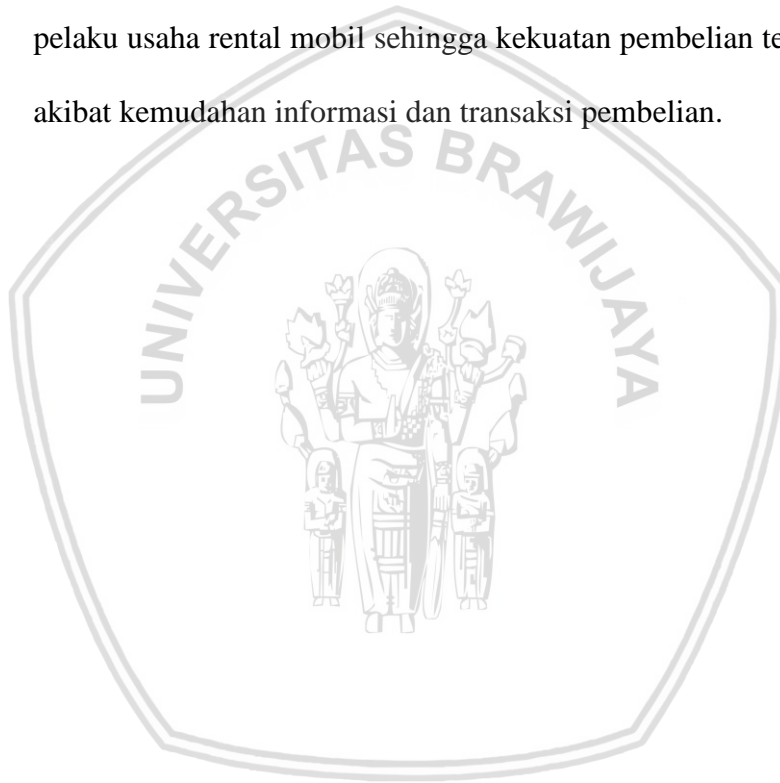 pelaku usaha rental mobil sehingga kekuatan pembelian te
akibat kemudahan informasi dan transaksi pembelian.
UNIVERSITAS BRAWIJAYA